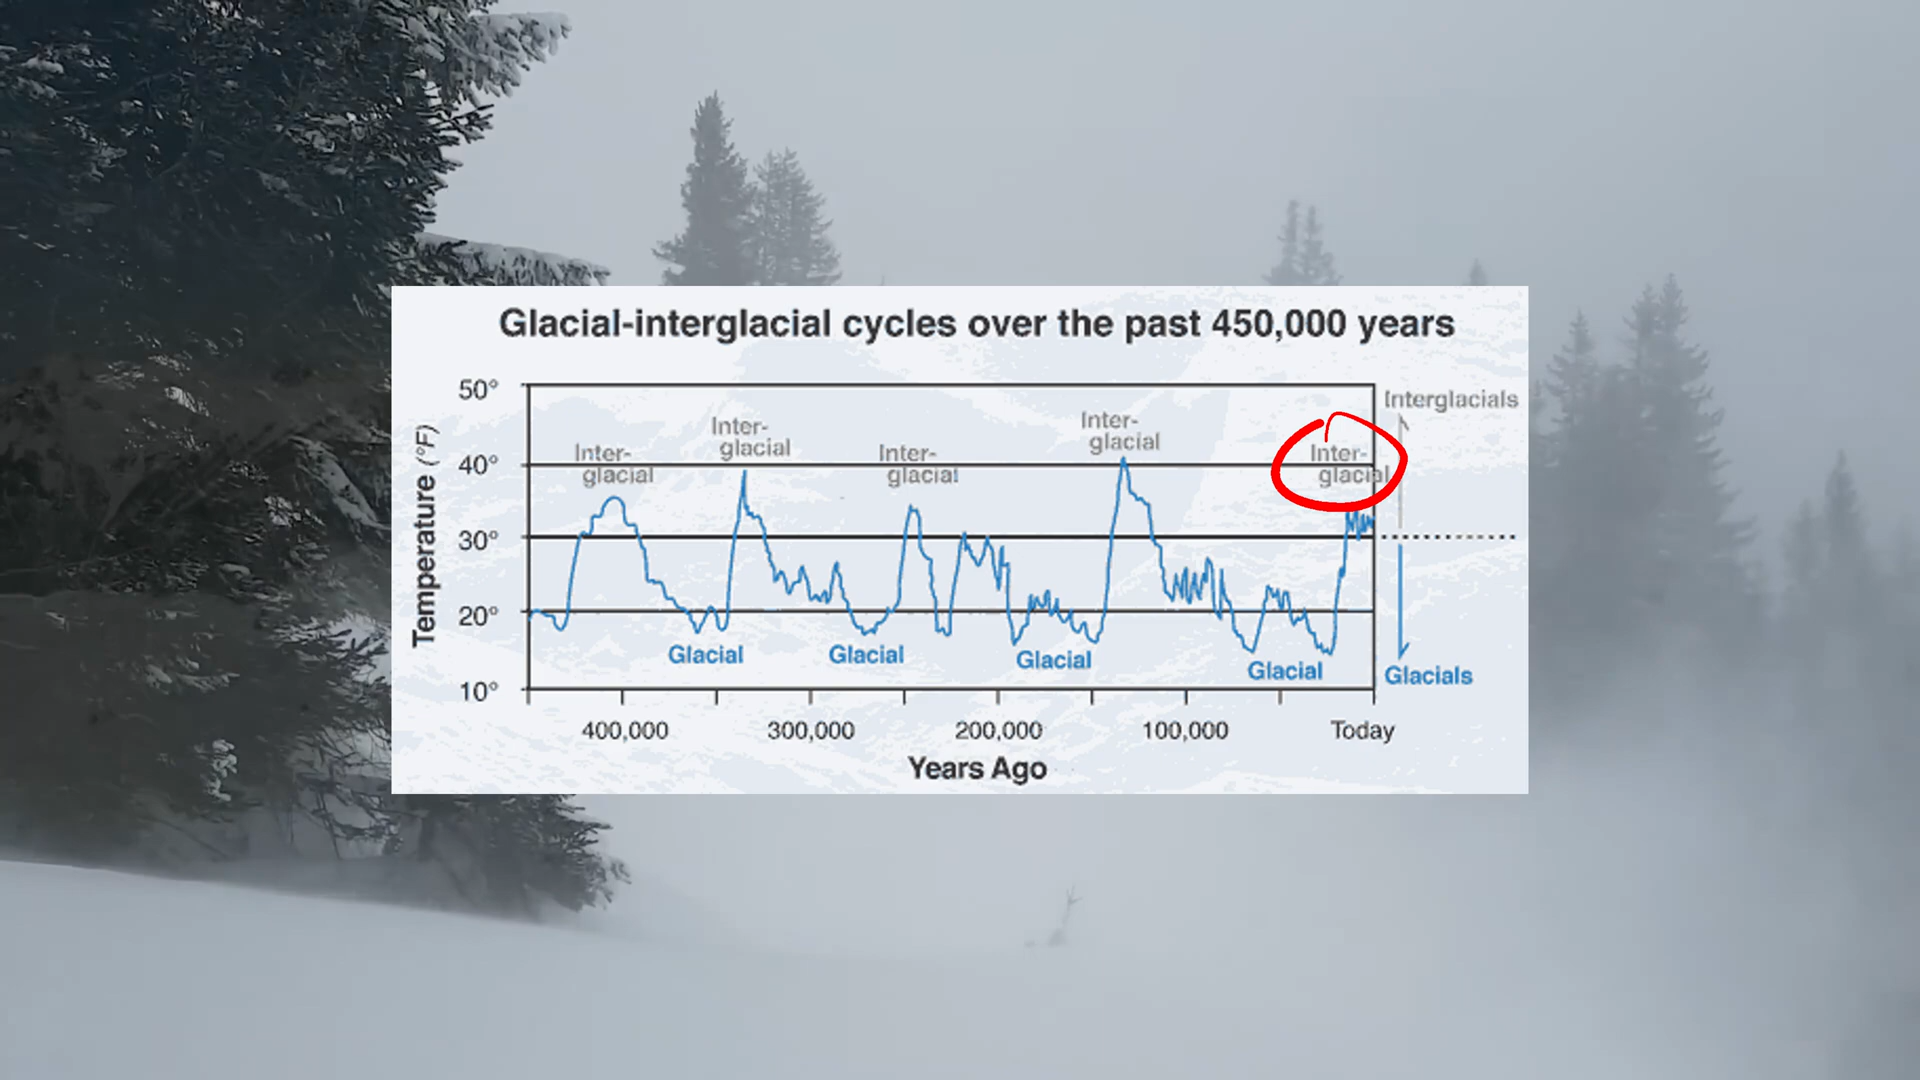 Glacial-interglacial cycles over the past 450,000 years
50°
40°
30°
20°
10°
Temperature (°F)
Inter-
glacial
Inter-
glacial
Inter-
glacial
Inter-
glacial
Inter-
glacial
Interglacials
Glacial
Glacial
Glacial
Glacial
Glacials
400,000
300,000
200,000
100,000
Today
Years Ago